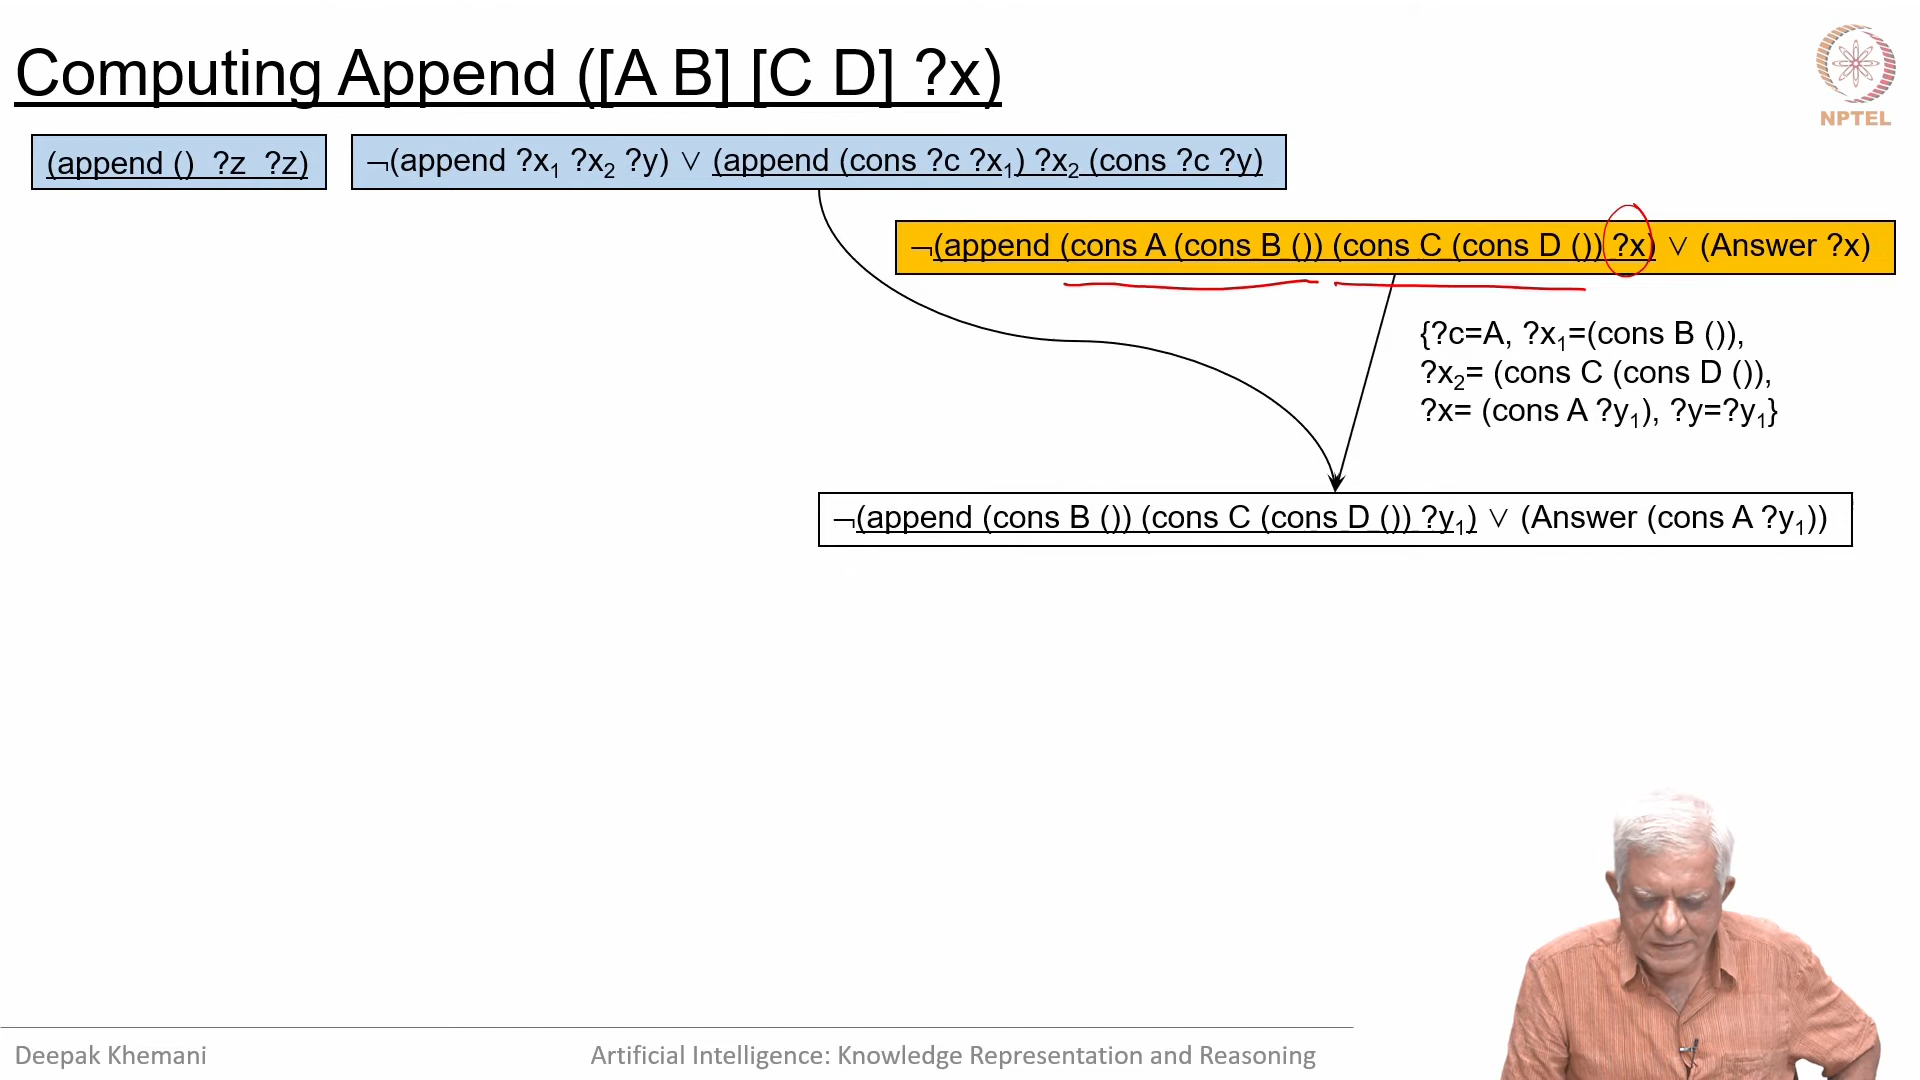 Computing Append ([A B] [C D] ?x)
NPTEL
(append () ?z ?z)
¬(append ?x₁ ?x₂ ?y) ∨ (append (cons ?c ?x₁) ?x₂ (cons ?c ?y)
¬(append (cons A (cons B ()) (cons C (cons D ()) ?x) ∨ (Answer ?x)
{?c=A, ?x₁=(cons B ()),
?x₂= (cons C (cons D ()),
?x= (cons A ?y₁), ?y=?y₁}
¬(append (cons B ()) (cons C (cons D ()) ?y₁) ∨ (Answer (cons A ?y₁))
Deepak Khemani
Artificial Intelligence: Knowledge Representation and Reasoning